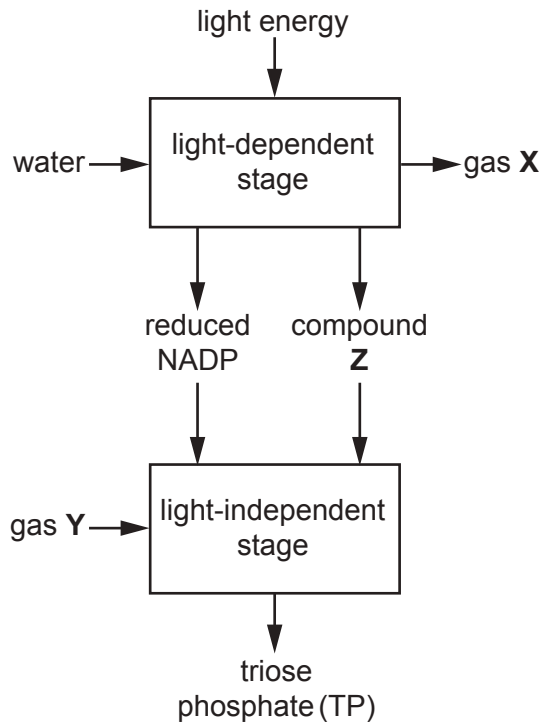 light energy
water
light-dependent
stage
gas X
reduced
NADP
compound
Z
gas Y
light-independent
stage
triose
phosphate (TP)